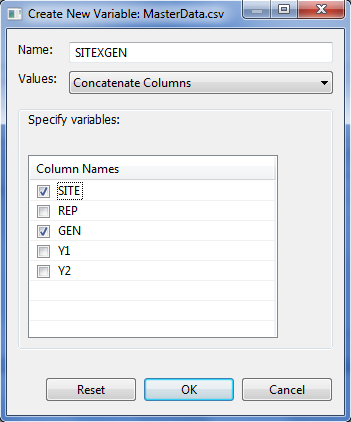 Create New Variable: MasterData.csv
Name: SITEXGEN
Values: Concatenate Columns
Specify variables:
Column Names
SITE
REP
GEN
Y1
Y2
Reset OK Cancel